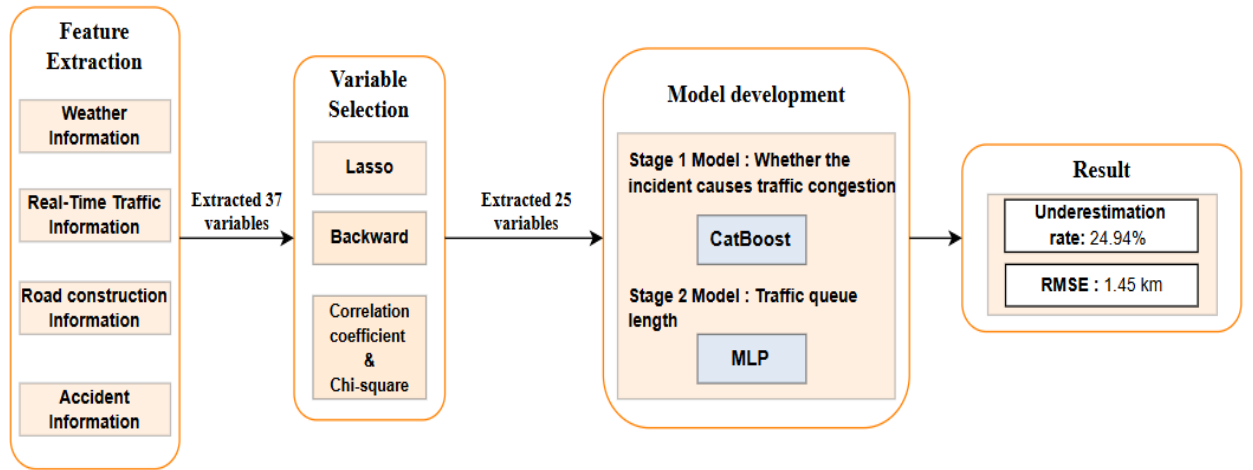 Feature
Extraction
Weather
Information
Real-Time Traffic
Information
Road construction
Information
Accident
Information
Extracted 37
variables
Variable
Selection
Lasso
Backward
Correlation
coefficient
&
Chi-square
Extracted 25
variables
Model development
Stage 1 Model : Whether the
incident causes traffic congestion
CatBoost
Stage 2 Model : Traffic queue
length
MLP
Result
Underestimation
rate: 24.94%
RMSE : 1.45 km